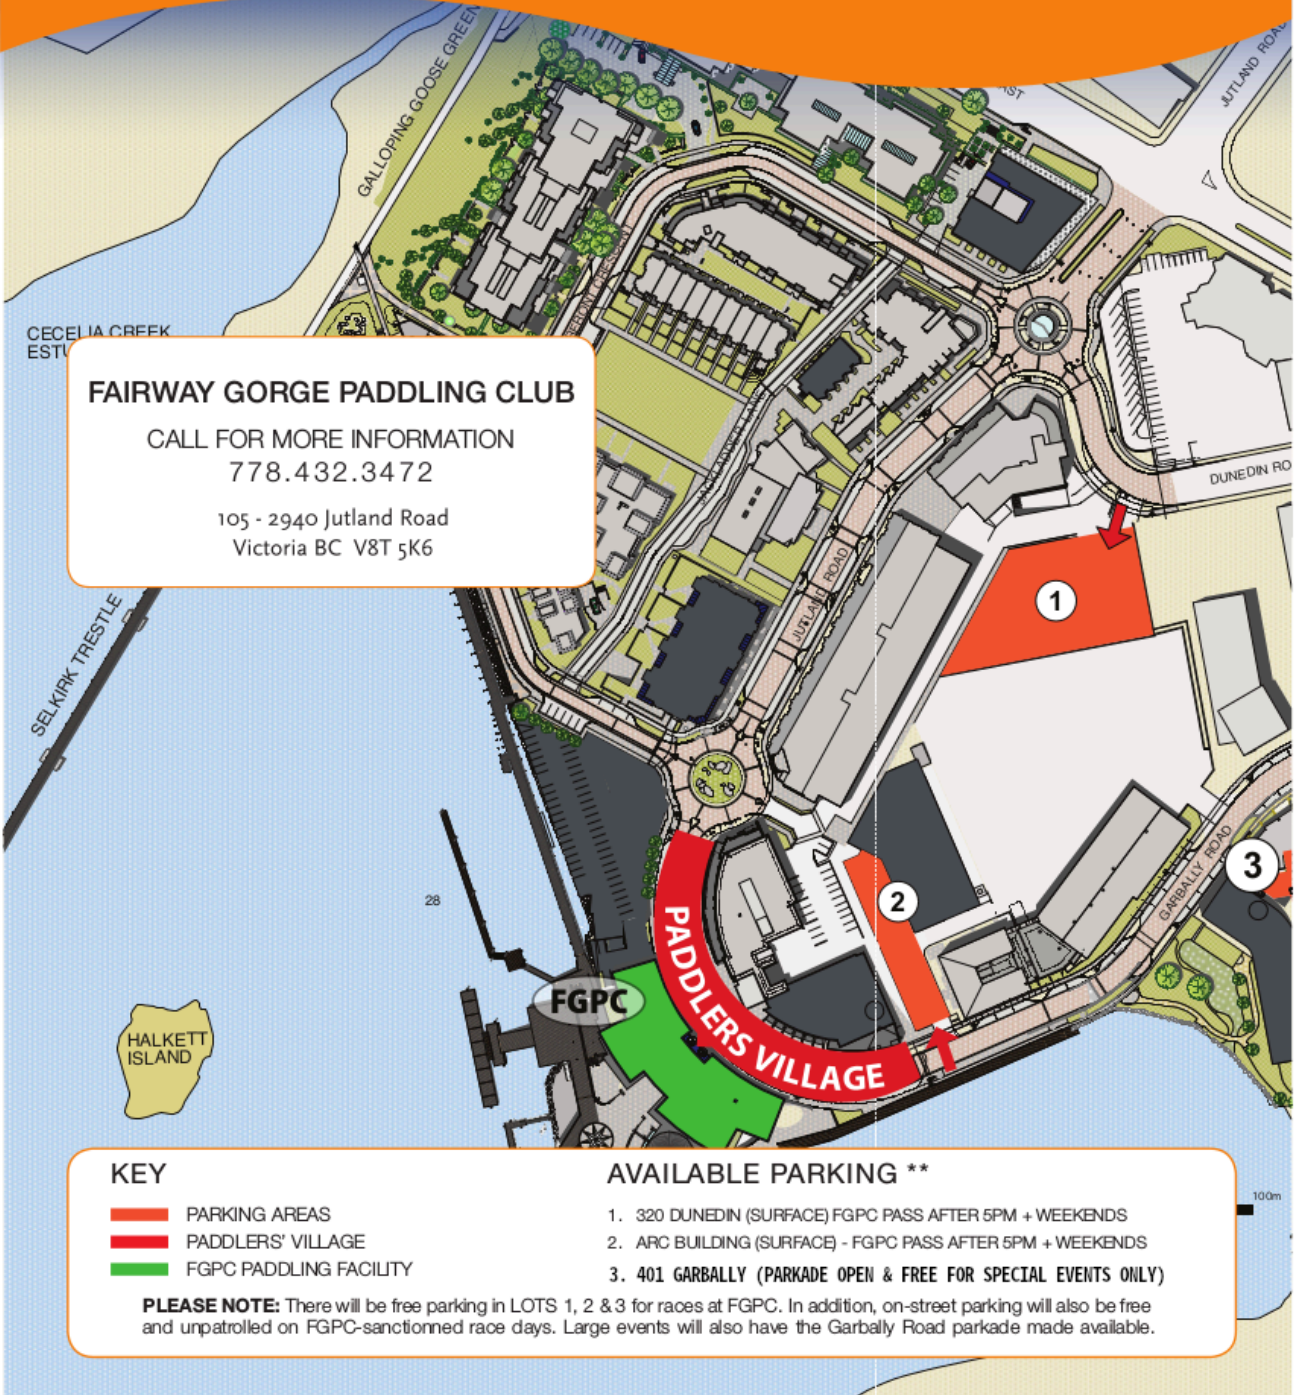 GALLOPING GOOSE GREEN
JUTLAND ROAD
CECELIA CREEK
FAIRWAY GORGE PADDLING CLUB
CALL FOR MORE INFORMATION
778.432.3472
105 - 2940 Jutland Road
Victoria BC V8T 5K6
DUNEDIN RO
1
JUTLAND ROAD
SELKIRK TRESTLE
GARBALLY ROAD
3
2
28
PADDLERS VILLAGE
FGPC
HALKETT
ISLAND
KEY
PARKING AREAS
PADDLERS' VILLAGE
FGPC PADDLING FACILITY
AVAILABLE PARKING **
1. 320 DUNEDIN (SURFACE) FGPC PASS AFTER 5PM + WEEKENDS
2. ARC BUILDING (SURFACE) - FGPC PASS AFTER 5PM + WEEKENDS
3. 401 GARBALLY (PARKADE OPEN & FREE FOR SPECIAL EVENTS ONLY)
100m
PLEASE NOTE: There will be free parking in LOTS 1, 2 & 3 for races at FGPC. In addition, on-street parking will also be free
and unpatrolled on FGPC-sanctionned race days. Large events will also have the Garbally Road parkade made available.